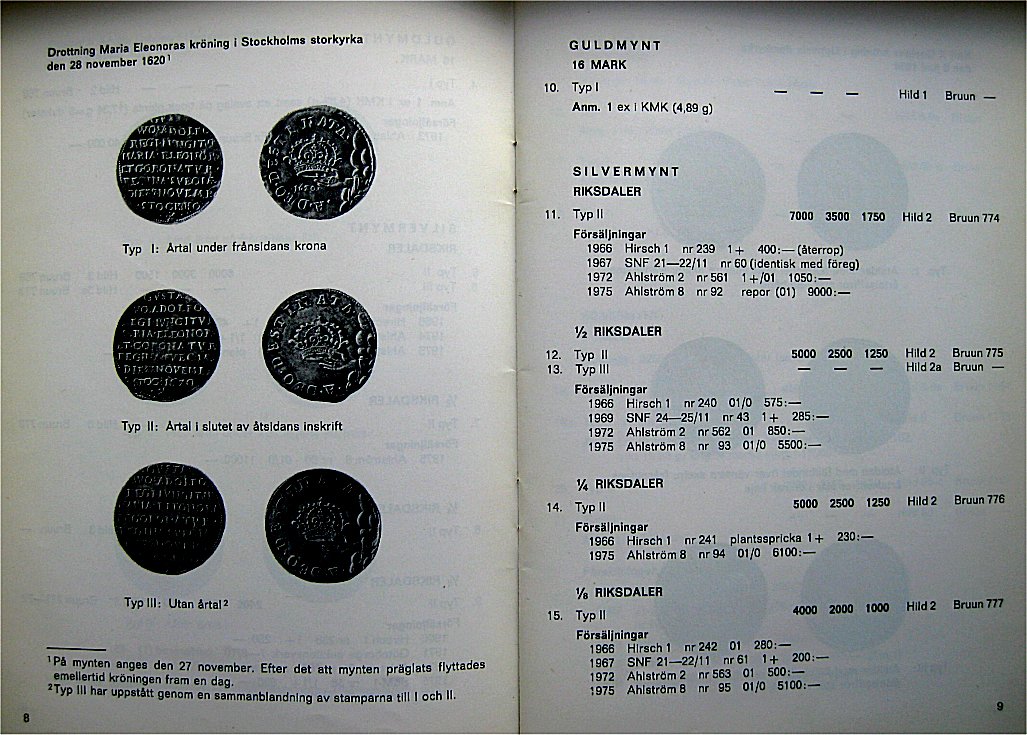 Drottning Maria Eleonoras kröning i Stockholms storkyrka
den 28 november 1620¹
Typ I: Årtal under frånsidans krona
Typ II: Årtal i slutet av åtsidans inskrift
Typ III: Utan årtal²
¹På mynten anges den 27 november. Efter det att mynten präglats flyttades
emellertid kröningen fram en dag.
²Typ III har uppstått genom en sammanblandning av stamparna till I och II.
8
GULDMYNT
16 MARK
10. Typ I — — — Hild 1 Bruun —
Anm. 1 ex i KMK (4,89 g)
SILVERMYNT
RIKSDALER
11. Typ II 7000 3500 1750 Hild 2 Bruun 774
Försäljningar
1966 Hirsch 1 nr 239 1+ 400:— (återrop)
1967 SNF 21—22/11 nr 60 (identisk med föreg)
1972 Ahlström 2 nr 561 1+/01 1050:—
1975 Ahlström 8 nr 92 repor (01) 9000:—
½ RIKSDALER
12. Typ II 5000 2500 1250 Hild 2 Bruun 775
13. Typ III — — — Hild 2a Bruun —
Försäljningar
1966 Hirsch 1 nr 240 01/0 575:—
1969 SNF 24—25/11 nr 43 1+ 285:—
1972 Ahlström 2 nr 562 01 850:—
1975 Ahlström 8 nr 93 01/0 5500:—
¼ RIKSDALER
14. Typ II 5000 2500 1250 Hild 2 Bruun 776
Försäljningar
1966 Hirsch 1 nr 241 plantsspricka 1+ 230:—
1975 Ahlström 8 nr 94 01/0 6100:—
⅛ RIKSDALER
15. Typ II 4000 2000 1000 Hild 2 Bruun 777
Försäljningar
1966 Hirsch 1 nr 242 01 280:—
1967 SNF 21—22/11 nr 61 1+ 200:—
1972 Ahlström 2 nr 563 01 500:—
1975 Ahlström 8 nr 95 01/0 5100:—
9